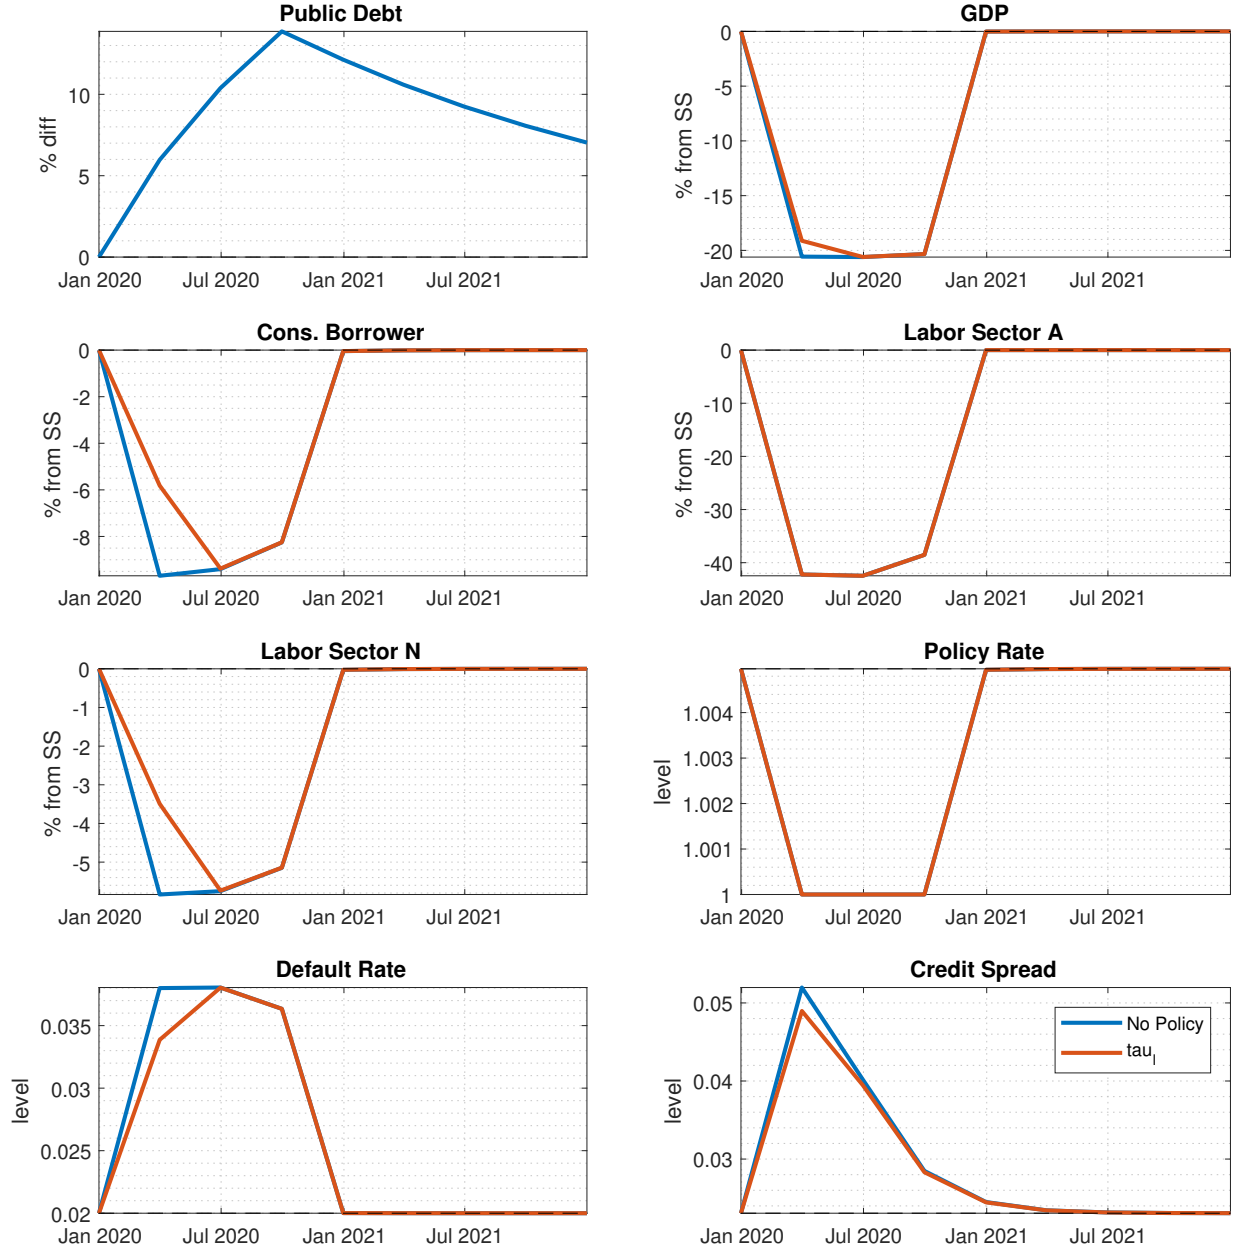 Public Debt
% diff
10
5
0
Jan 2020 Jul 2020 Jan 2021 Jul 2021
GDP
% from SS
0
-5
-10
-15
-20
Jan 2020 Jul 2020 Jan 2021 Jul 2021
Cons. Borrower
% from SS
0
-2
-4
-6
-8
Jan 2020 Jul 2020 Jan 2021 Jul 2021
Labor Sector A
% from SS
0
-10
-20
-30
-40
Jan 2020 Jul 2020 Jan 2021 Jul 2021
Labor Sector N
% from SS
0
-1
-2
-3
-4
-5
Jan 2020 Jul 2020 Jan 2021 Jul 2021
Policy Rate
level
1.004
1.003
1.002
1.001
1
Jan 2020 Jul 2020 Jan 2021 Jul 2021
Default Rate
level
0.035
0.03
0.025
0.02
Jan 2020 Jul 2020 Jan 2021 Jul 2021
Credit Spread
level
0.05
0.04
0.03
No Policy
tau_l
Jan 2020 Jul 2020 Jan 2021 Jul 2021